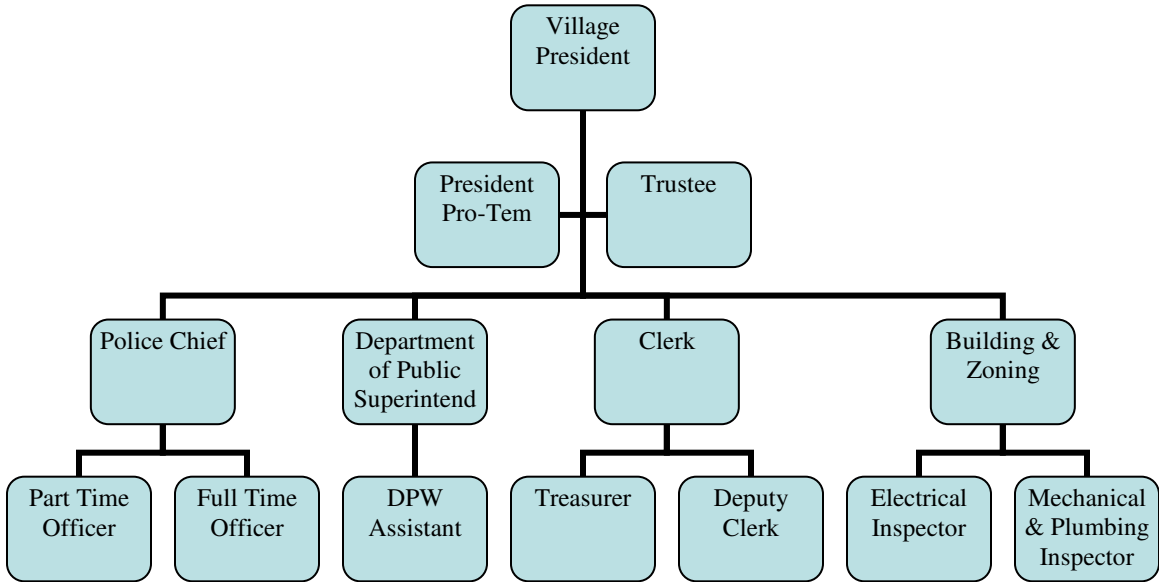 Village
President
President
Pro-Tem
Trustee
Police Chief
Department
of Public
Superintend
Clerk
Building &
Zoning
Part Time
Officer
Full Time
Officer
DPW
Assistant
Treasurer
Deputy
Clerk
Electrical
Inspector
Mechanical
& Plumbing
Inspector